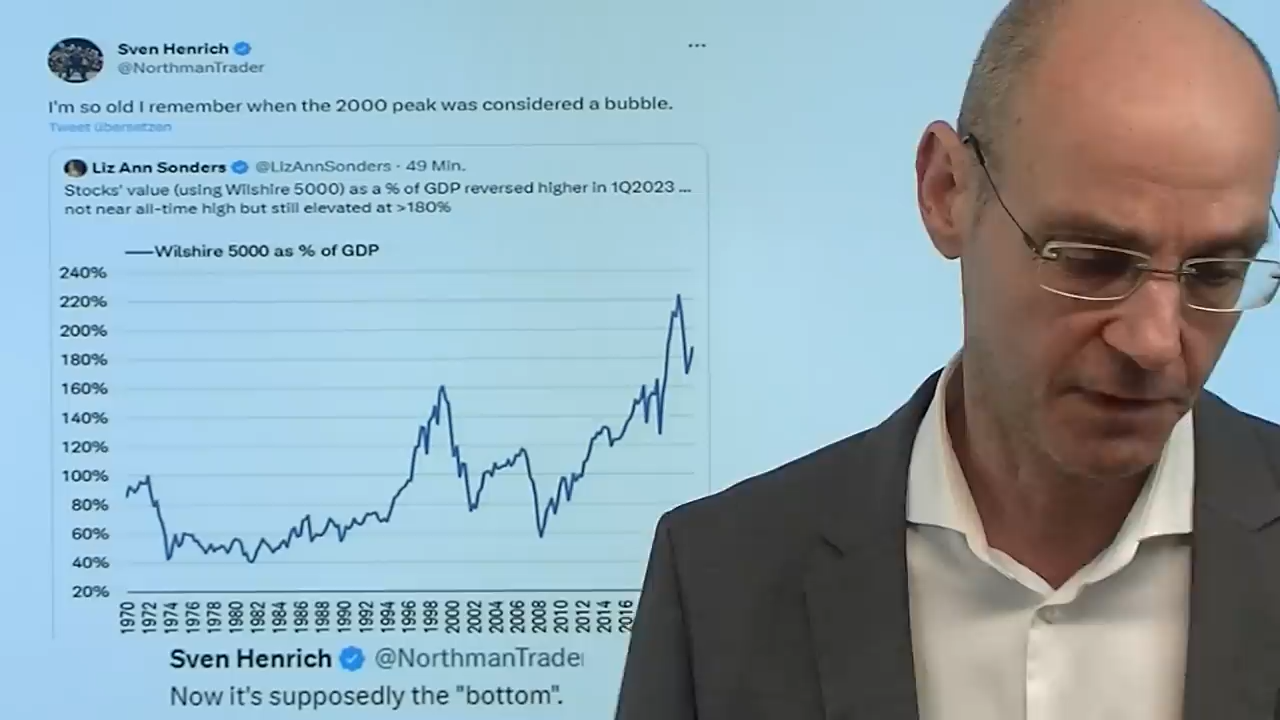 Sven Henrich
@NorthmanTrader
...
I'm so old I remember when the 2000 peak was considered a bubble.
Tweet übersetzen
Liz Ann Sonders @LizAnnSonders · 49 Min.
Stocks' value (using Wilshire 5000) as a % of GDP reversed higher in 1Q2023 ...
not near all-time high but still elevated at >180%
Wilshire 5000 as % of GDP
240%
220%
200%
180%
160%
140%
120%
100%
80%
60%
40%
20%
1970 1972 1974 1976 1978 1980 1982 1984 1986 1988 1990 1992 1994 1996 1998 2000 2002 2004 2006 2008 2010 2012 2014 2016
Sven Henrich @NorthmanTrade
Now it's supposedly the "bottom".